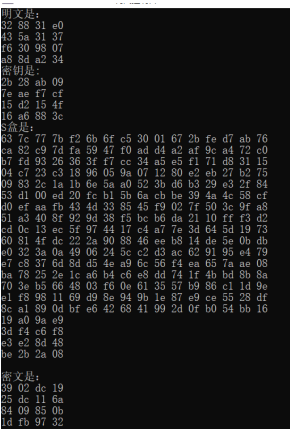 明文是:
32 88 31 e0
43 5a 31 37
f6 30 98 07
a8 8d a2 34
密钥是:
2b 28 ab 09
7e ae f7 cf
15 d2 15 4f
16 a6 88 3c
S盒是:
63 7c 77 7b f2 6b 6f c5 30 01 67 2b fe d7 ab 76
ca 82 c9 7d fa 59 47 f0 ad d4 a2 af 9c a4 72 c0
b7 fd 93 26 36 3f f7 cc 34 a5 e5 f1 71 d8 31 15
04 c7 23 c3 18 96 05 9a 07 12 80 e2 eb 27 b2 75
09 83 2c 1a 1b 6e 5a a0 52 3b d6 b3 29 e3 2f 84
53 d1 00 ed 20 fc b1 5b 6a cb be 39 4a 4c 58 cf
d0 ef aa fb 43 4d 33 85 45 f9 02 7f 50 3c 9f a8
51 a3 40 8f 92 9d 38 f5 bc b6 da 21 10 ff f3 d2
cd 0c 13 ec 5f 97 44 17 c4 a7 7e 3d 64 5d 19 73
60 81 4f dc 22 2a 90 88 46 ee b8 14 de 5e 0b db
e0 32 3a 0a 49 06 24 5c c2 d3 ac 62 91 95 e4 79
e7 c8 37 6d 8d d5 4e a9 6c 56 f4 ea 65 7a ae 08
ba 78 25 2e 1c a6 b4 c6 e8 dd 74 1f 4b bd 8b 8a
70 3e b5 66 48 03 f6 0e 61 35 57 b9 86 c1 1d 9e
e1 f8 98 11 69 d9 8e 94 9b 1e 87 e9 ce 55 28 df
8c a1 89 0d bf e6 42 68 41 99 2d 0f b0 54 bb 16
19 a0 9a e9
3d f4 c6 f8
e3 e2 8d 48
be 2b 2a 08
密文是:
39 02 dc 19
25 dc 11 6a
84 09 85 0b
1d fb 97 32